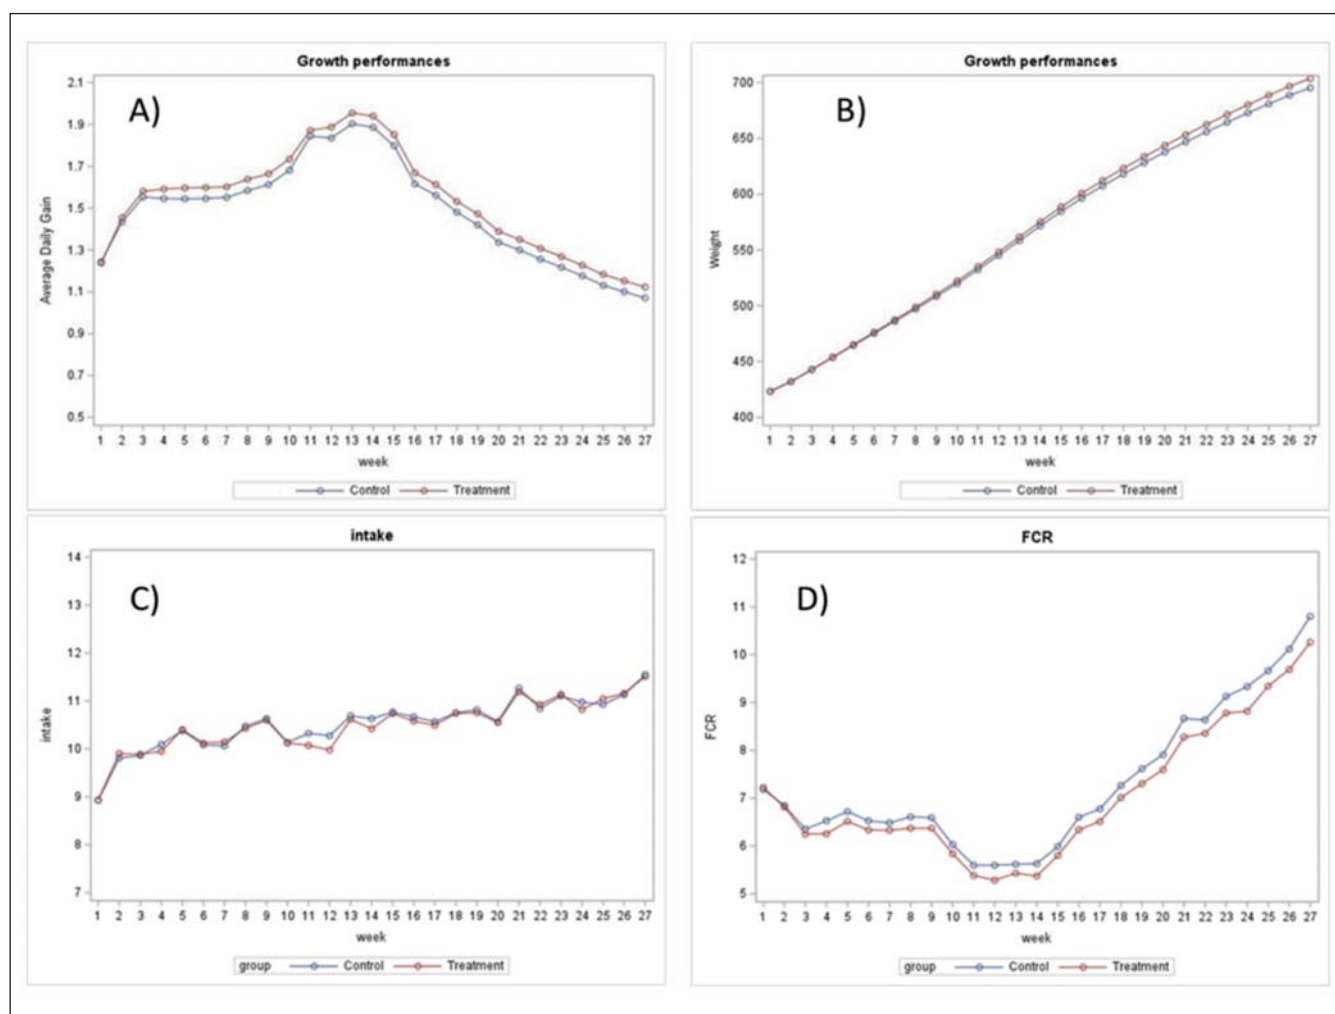 Growth performances
A)
Average Daily Gain
2.1
1.9
1.7
1.5
1.3
1.1
0.9
0.7
0.5
1 2 3 4 5 6 7 8 9 10 11 12 13 14 15 16 17 18 19 20 21 22 23 24 25 26 27
week
Control Treatment
Growth performances
B)
Weight
700
650
600
550
500
450
400
1 2 3 4 5 6 7 8 9 10 11 12 13 14 15 16 17 18 19 20 21 22 23 24 25 26 27
week
Control Treatment
intake
C)
intake
14
13
12
11
10
9
8
7
1 2 3 4 5 6 7 8 9 10 11 12 13 14 15 16 17 18 19 20 21 22 23 24 25 26 27
week
group Control Treatment
FCR
D)
FCR
12
11
10
9
8
7
6
5
1 2 3 4 5 6 7 8 9 10 11 12 13 14 15 16 17 18 19 20 21 22 23 24 25 26 27
week
group Control Treatment